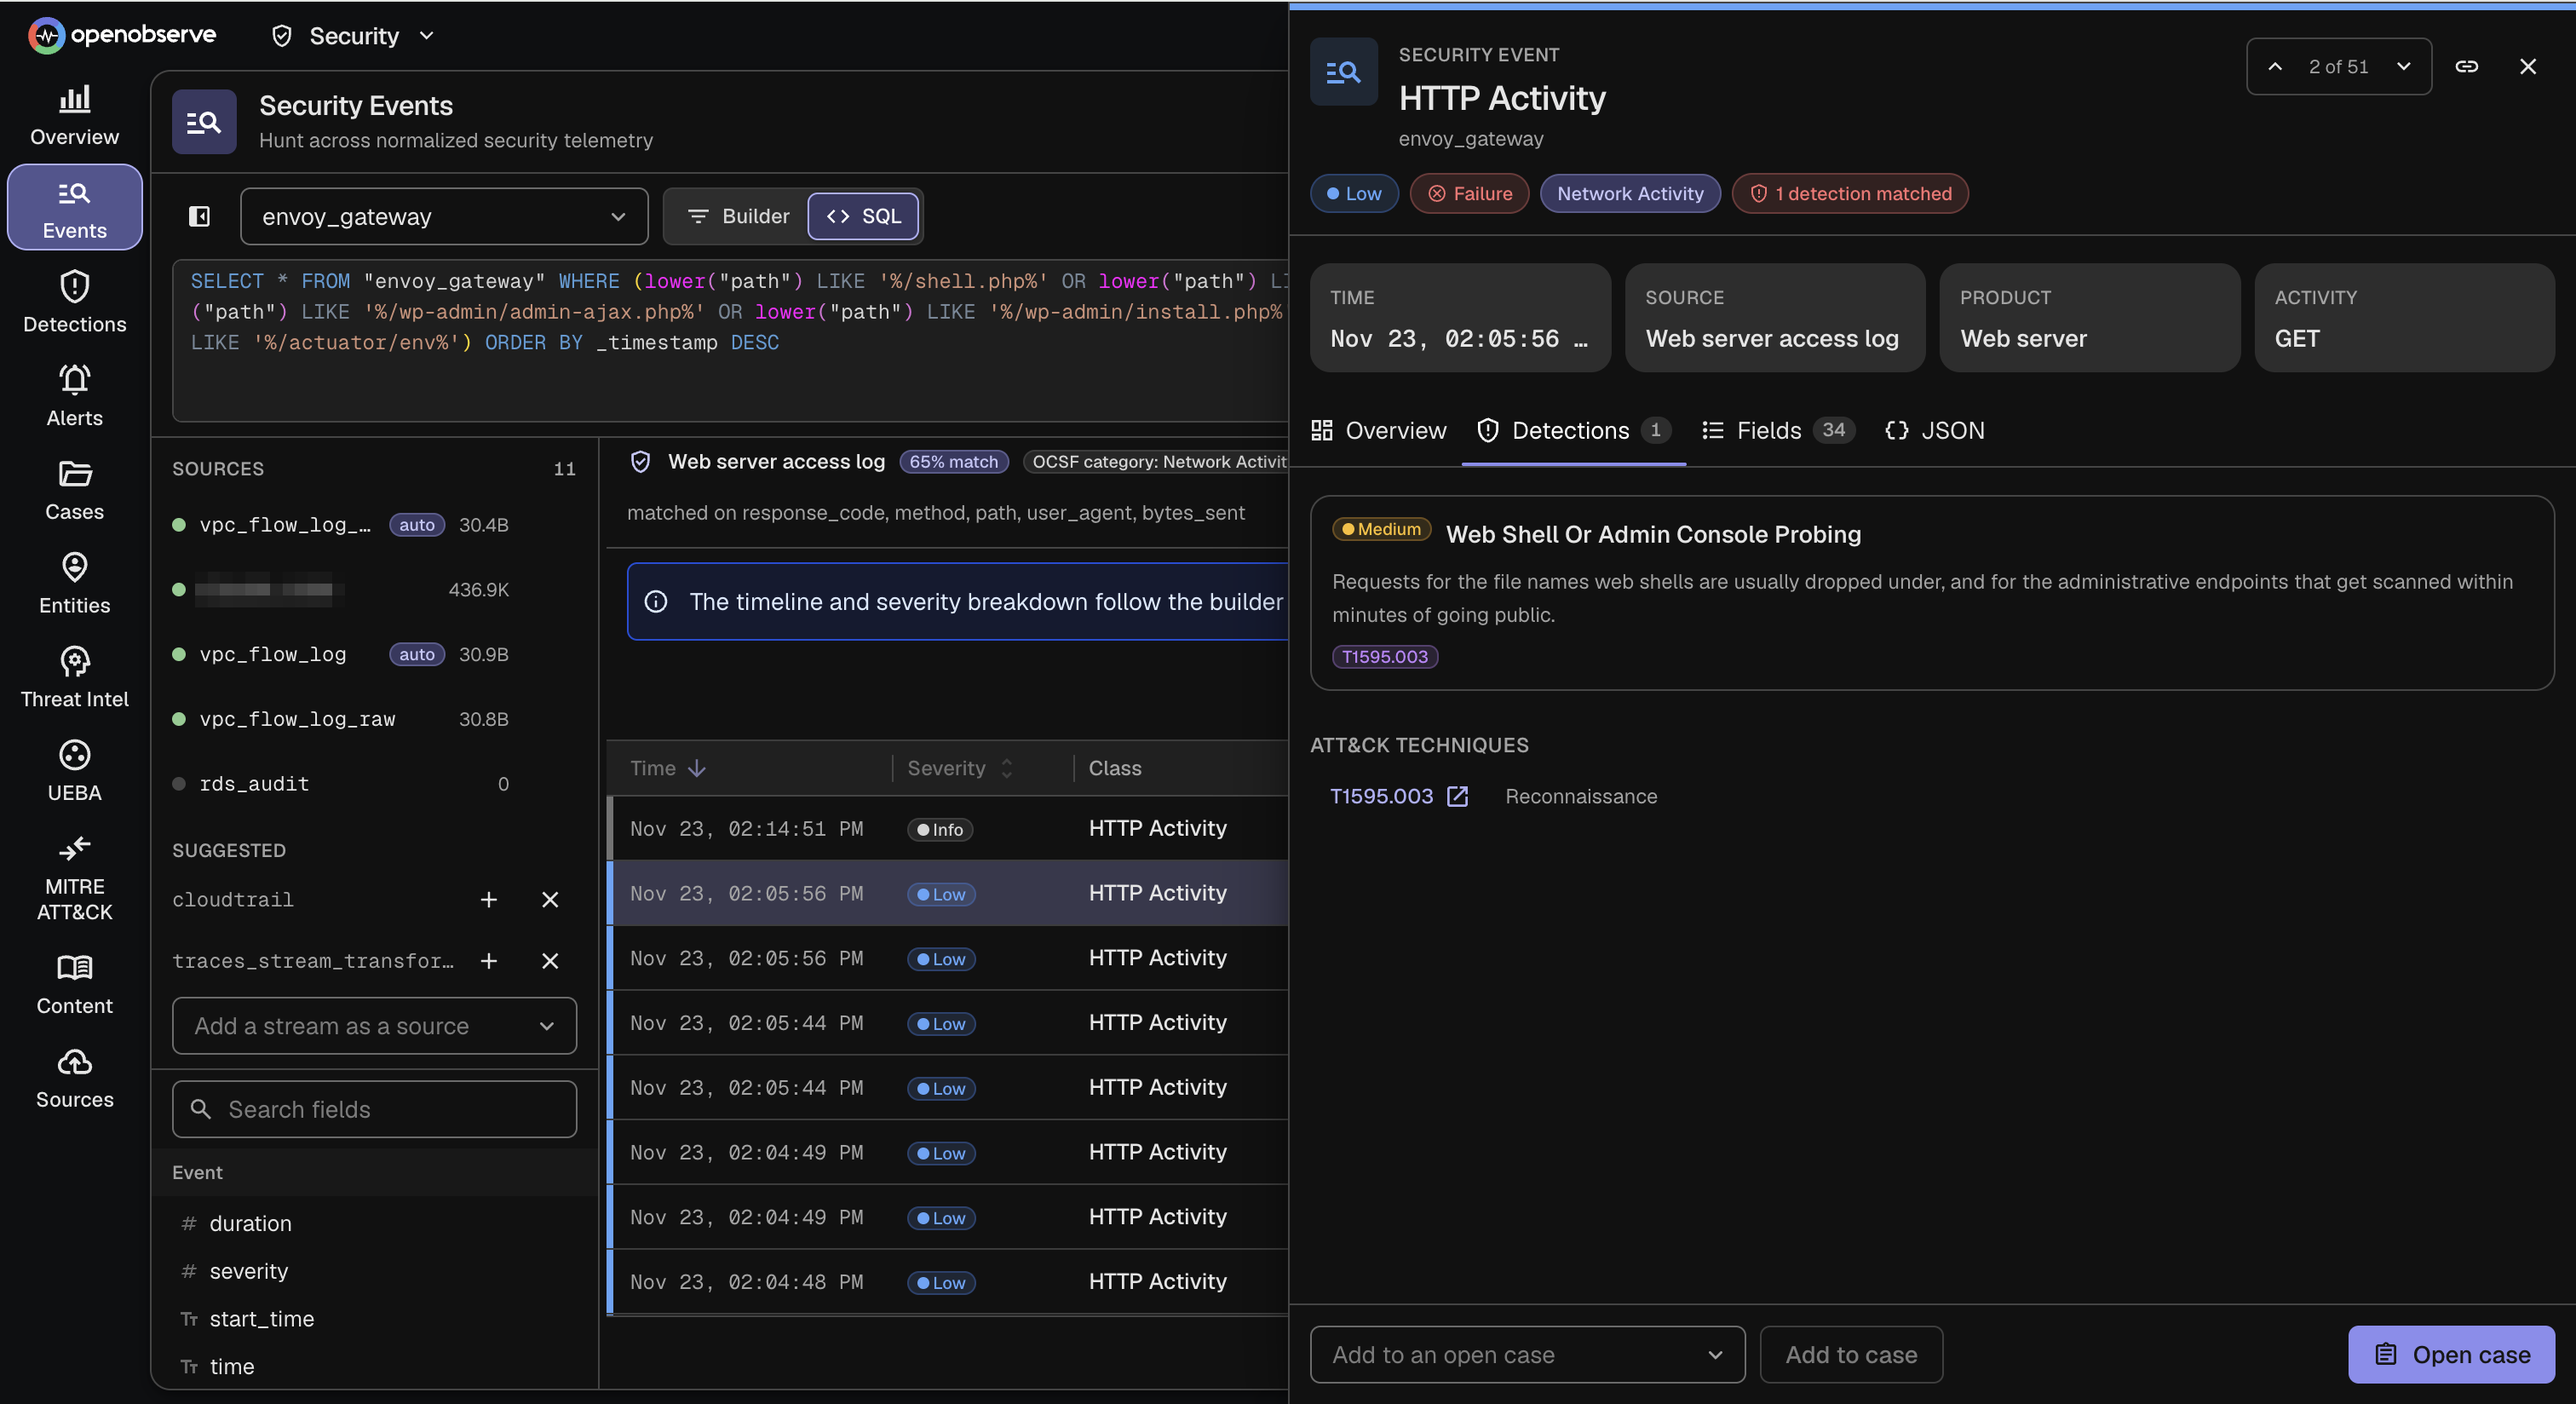 openobserve
Security
Overview
Events
Detections
Alerts
Cases
Entities
Threat Intel
UEBA
MITRE
ATT&CK
Content
Sources
Security Events
Hunt across normalized security telemetry
envoy_gateway
Builder
SQL
SELECT * FROM "envoy_gateway" WHERE (lower("path") LIKE '%/shell.php%' OR lower("path") LI
("path") LIKE '%/wp-admin/admin-ajax.php%' OR lower("path") LIKE '%/wp-admin/install.php%
LIKE '%/actuator/env%') ORDER BY _timestamp DESC
SOURCES 11
vpc_flow_log_… auto 30.4B
436.9K
vpc_flow_log auto 30.9B
vpc_flow_log_raw 30.8B
rds_audit 0
SUGGESTED
cloudtrail
traces_stream_transfor…
Add a stream as a source
Search fields
Event
# duration
# severity
Tr start_time
Tr time
Web server access log 65% match OCSF category: Network Activit
matched on response_code, method, path, user_agent, bytes_sent
The timeline and severity breakdown follow the builder
Time Severity Class
Nov 23, 02:14:51 PM Info HTTP Activity
Nov 23, 02:05:56 PM Low HTTP Activity
Nov 23, 02:05:56 PM Low HTTP Activity
Nov 23, 02:05:44 PM Low HTTP Activity
Nov 23, 02:05:44 PM Low HTTP Activity
Nov 23, 02:04:49 PM Low HTTP Activity
Nov 23, 02:04:49 PM Low HTTP Activity
Nov 23, 02:04:48 PM Low HTTP Activity
SECURITY EVENT
HTTP Activity
envoy_gateway
2 of 51
Low
Failure
Network Activity
1 detection matched
TIME
Nov 23, 02:05:56 …
SOURCE
Web server access log
PRODUCT
Web server
ACTIVITY
GET
Overview
Detections 1
Fields 34
{} JSON
Medium Web Shell Or Admin Console Probing
Requests for the file names web shells are usually dropped under, and for the administrative endpoints that get scanned within
minutes of going public.
T1595.003
ATT&CK TECHNIQUES
T1595.003 Reconnaissance
Add to an open case
Add to case
Open case